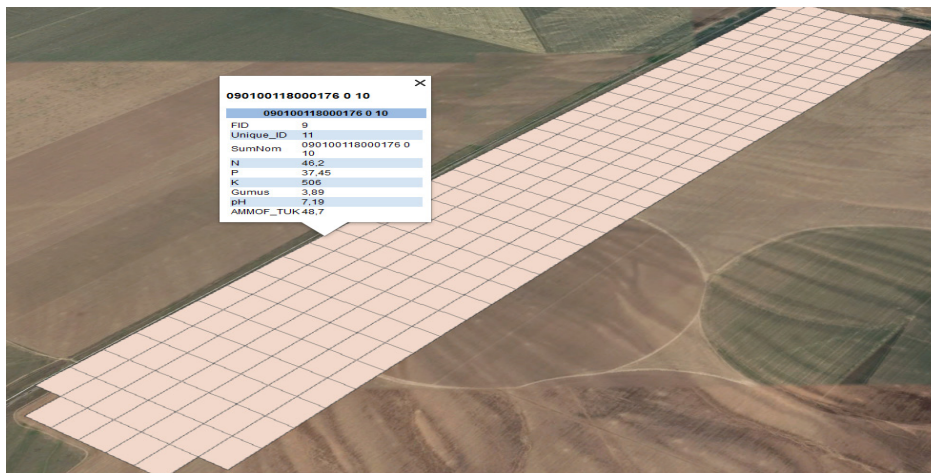 090100118000176 0 10
090100118000176 0 10
FID 9
Unique_ID 11
SumNom 090100118000176 0
10
N 46,2
P 37,45
K 506
Gumus 3,89
pH 7,19
AMMOF_TUK 48,7